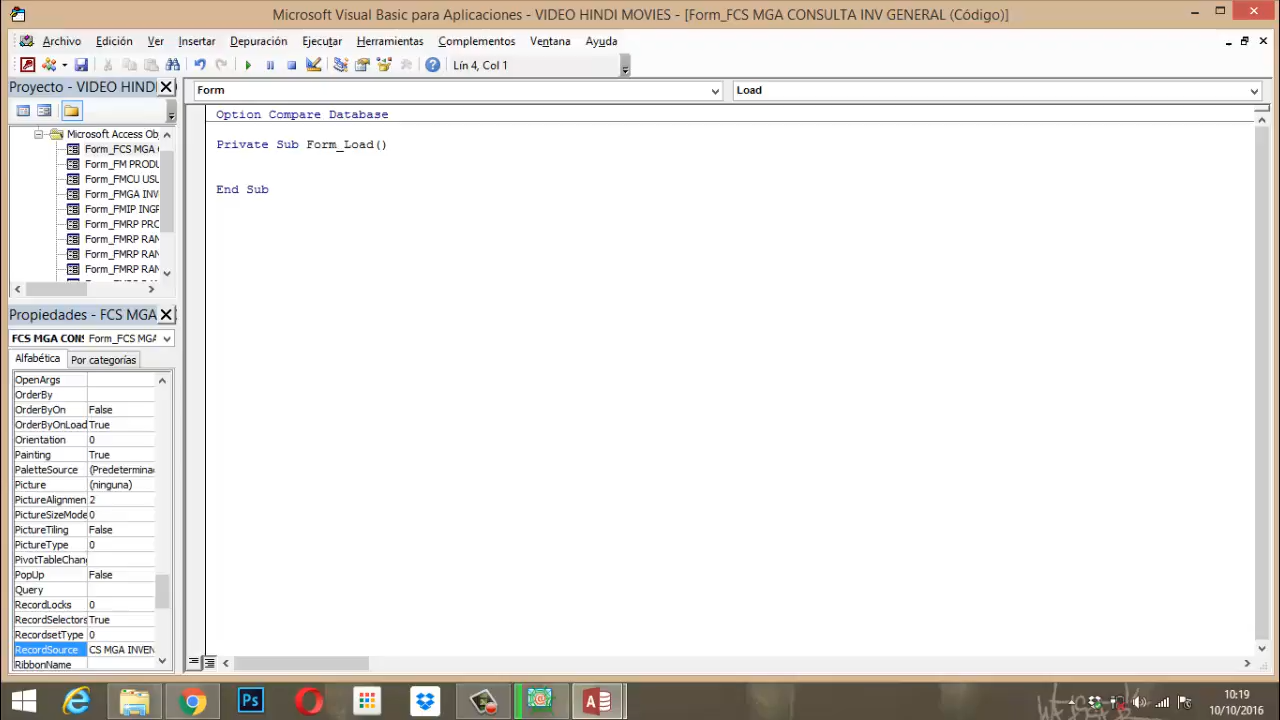 Microsoft Visual Basic para Aplicaciones - VIDEO HINDI MOVIES - [Form_FCS MGA CONSULTA INV GENERAL (Código)]
Archivo Edición Ver Insertar Depuración Ejecutar Herramientas Complementos Ventana Ayuda
Lín 4, Col 1
Proyecto - VIDEO HINDI
Form
Load
Microsoft Access Obj
Form_FCS MGA
Form_FM PRODU
Form_FMCU USU
Form_FMGA INV
Form_FMIP INGR
Form_FMRP PRO
Form_FMRP RAN
Form_FMRP RAN
Form_FMRP RAN
Option Compare Database
Private Sub Form_Load()
End Sub
Propiedades - FCS MGA
FCS MGA CONS Form_FCS MGA
Alfabética Por categorías
OpenArgs
OrderBy
OrderByOn False
OrderByOnLoad True
Orientation 0
Painting True
PaletteSource (Predetermina
Picture (ninguna)
PictureAlignmen 2
PictureSizeMode 0
PictureTiling False
PictureType 0
PivotTableChang
PopUp False
Query
RecordLocks 0
RecordSelectors True
RecordsetType 0
RecordSource CS MGA INVEN
RibbonName
Ps
10:19
10/10/2016